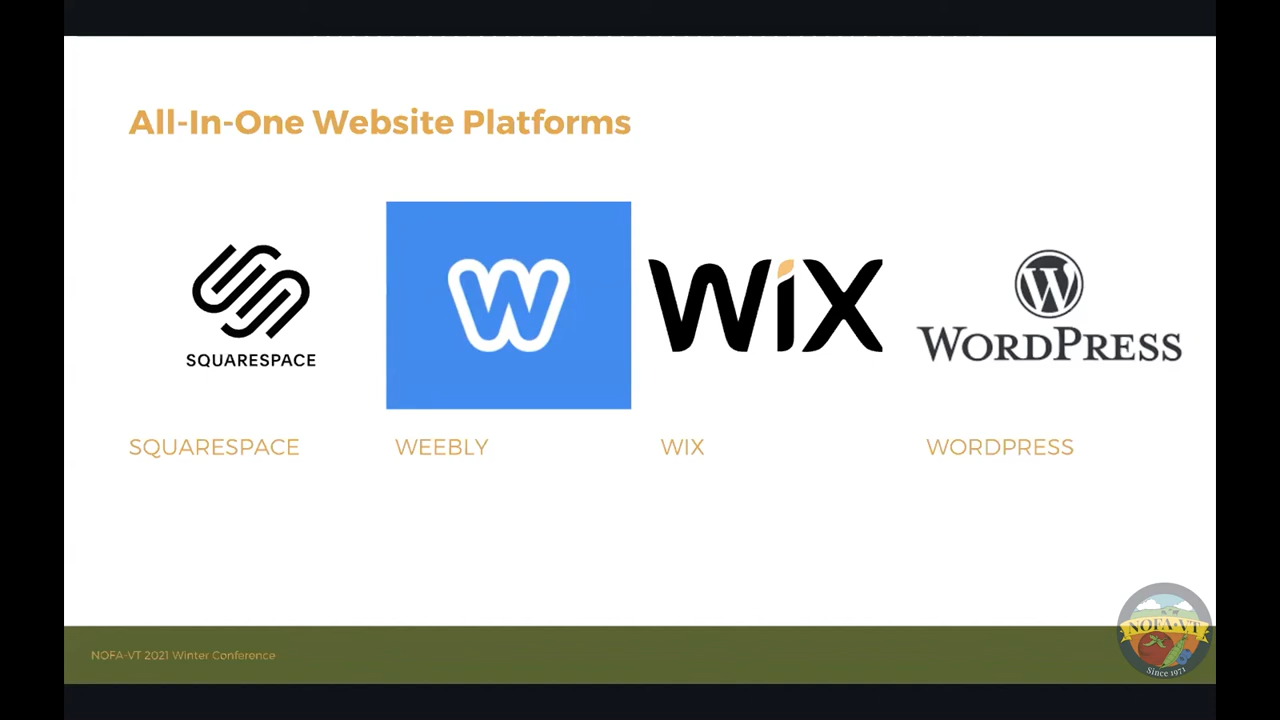 All-In-One Website Platforms
SQUARESPACE
W
WiX
W
WORDPRESS
SQUARESPACE
WEEBLY
WIX
WORDPRESS
NOFA-VT 2021 Winter Conference
NOFA-VT
Since 1971